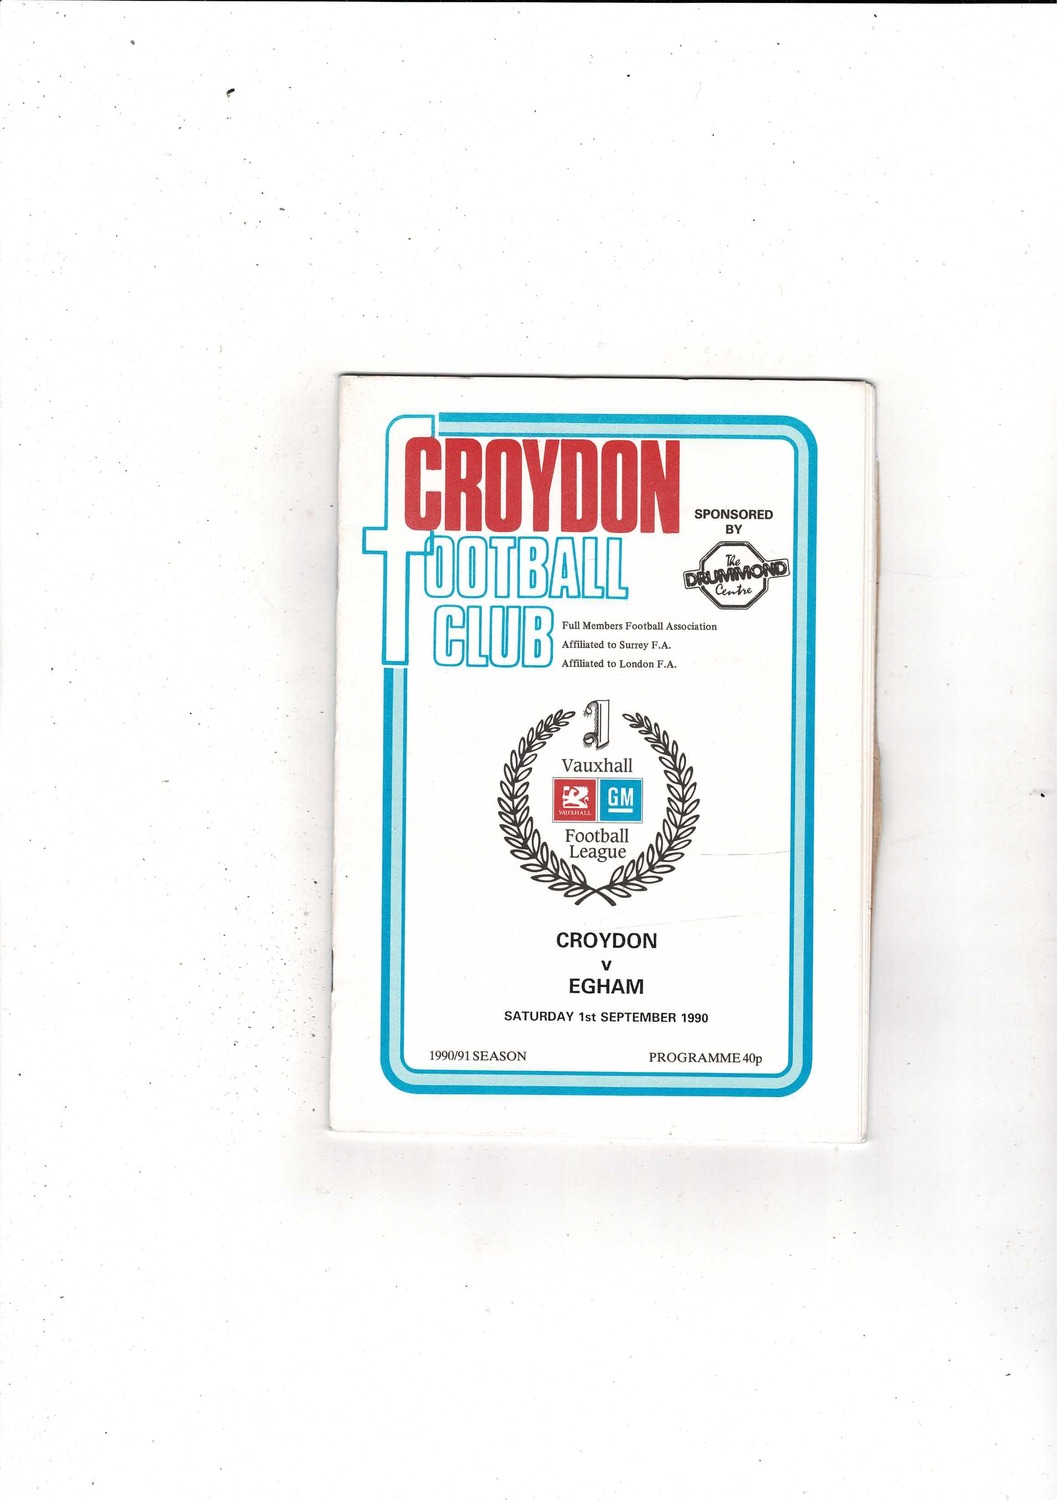 CROYDON
FOOTBALL
CLUB
SPONSORED
BY
The
DRUMMOND
Centre
Full Members Football Association
Affiliated to Surrey F.A.
Affiliated to London F.A.
Vauxhall
VAUXHALL
GM
Football
League
CROYDON
v
EGHAM
SATURDAY 1st SEPTEMBER 1990
1990/91 SEASON
PROGRAMME 40p